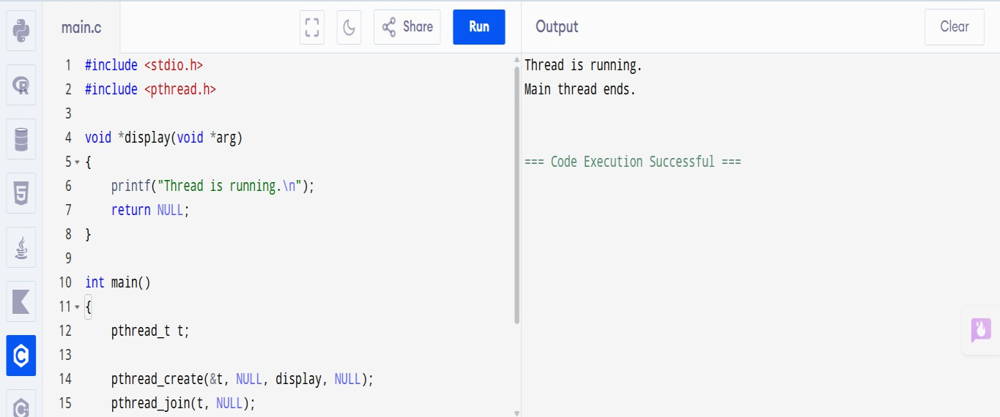 main.c
Share
Run
Output
Clear
1 #include <stdio.h>
2 #include <pthread.h>
3
4 void *display(void *arg)
5 {
6     printf("Thread is running.\n");
7     return NULL;
8 }
9
10 int main()
11 {
12     pthread_t t;
13
14     pthread_create(&t, NULL, display, NULL);
15     pthread_join(t, NULL);
Thread is running.
Main thread ends.
=== Code Execution Successful ===